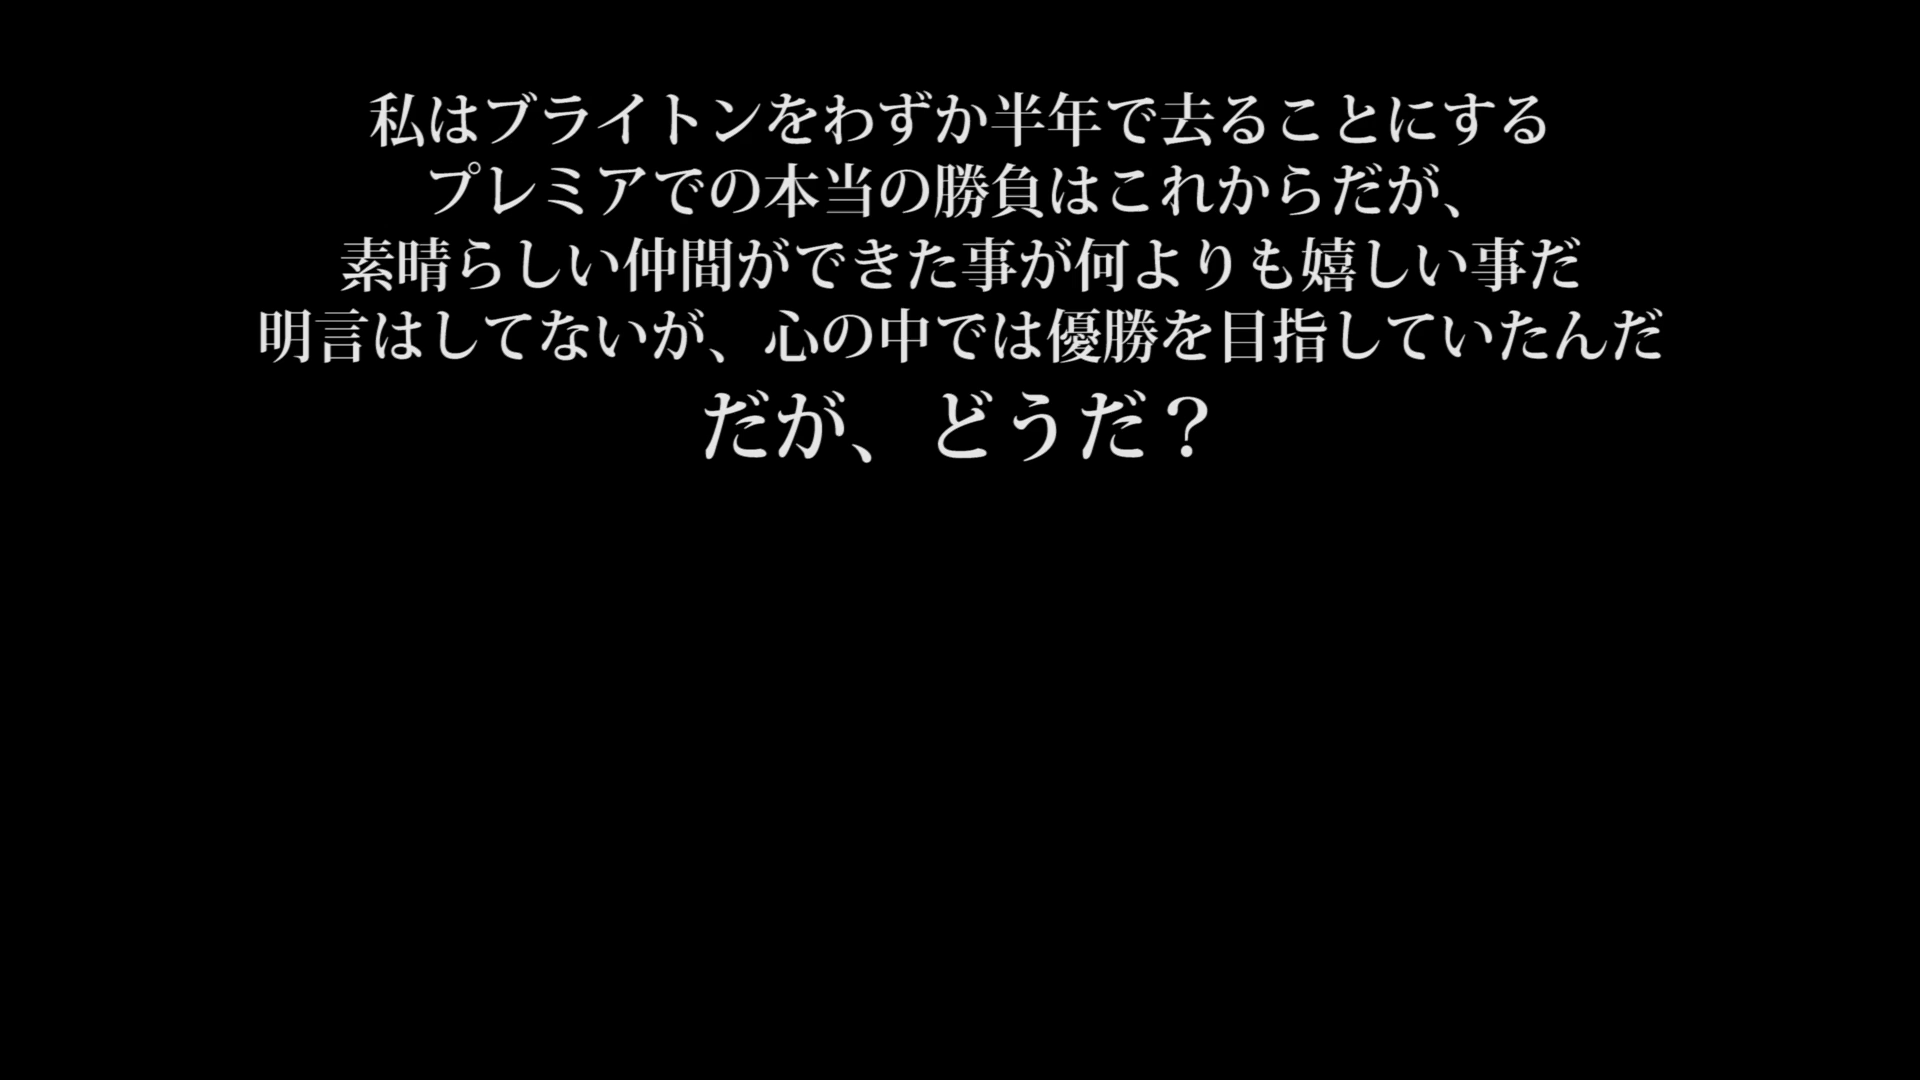 私はブライトンをわずか半年で去ることにする
プレミアでの本当の勝負はこれからだが、
素晴らしい仲間ができた事が何よりも嬉しい事だ
明言はしてないが、心の中では優勝を目指していたんだ
だが、どうだ？